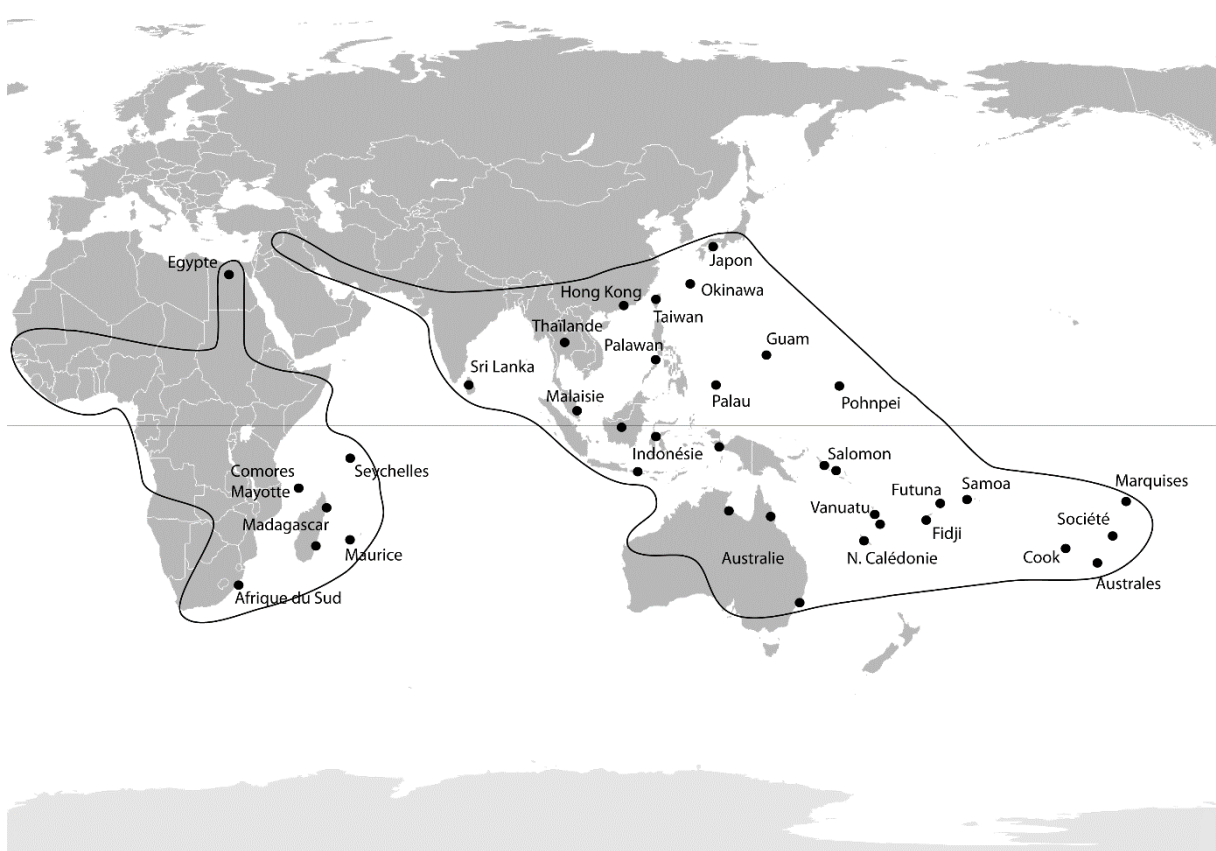 Egypte
Japon
Okinawa
Hong Kong
Taiwan
Thaïlande
Palawan
Guam
Sri Lanka
Malaisie
Palau
Pohnpei
Indonésie
Salomon
Comores
Mayotte
Seychelles
Madagascar
Maurice
Afrique du Sud
Marquises
Samoa
Futuna
Vanuatu
Société
Fidji
Australie
N. Calédonie
Cook
Australes